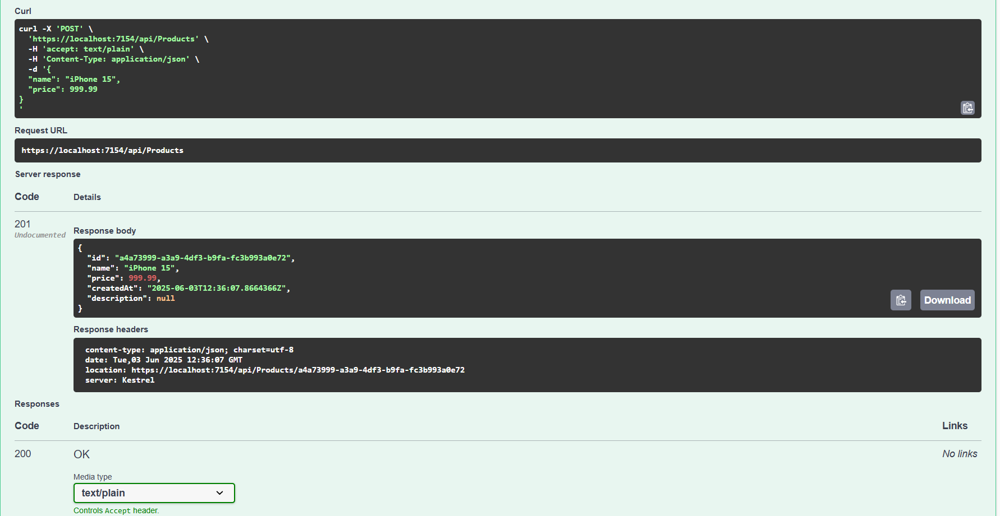 Curl
curl -X 'POST' \
  'https://localhost:7154/api/Products' \
  -H 'accept: text/plain' \
  -H 'Content-Type: application/json' \
  -d '{
  "name": "iPhone 15",
  "price": 999.99
}
'
Request URL
https://localhost:7154/api/Products
Server response
Code Details
201
Undocumented
Response body
{
  "id": "a4a73999-a3a9-4df3-b9fa-fc3b993a0e72",
  "name": "iPhone 15",
  "price": 999.99,
  "createdAt": "2025-06-03T12:36:07.8664366Z",
  "description": null
}
Download
Response headers
content-type: application/json; charset=utf-8
date: Tue,03 Jun 2025 12:36:07 GMT
location: https://localhost:7154/api/Products/a4a73999-a3a9-4df3-b9fa-fc3b993a0e72
server: Kestrel
Responses
Code Description Links
200 OK No links
Media type
text/plain
Controls Accept header.